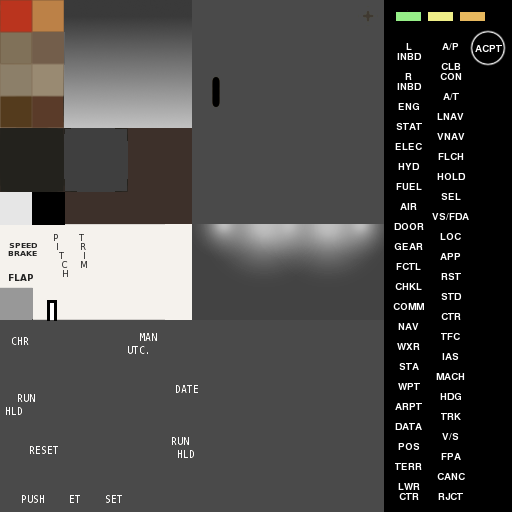 SPEED
BRAKE
FLAP
PITCH
TRIM
CHR
MAN
UTC.
DATE
RUN
HLD
RUN
HLD
RESET
PUSH ET SET
L
INBD
R
INBD
ENG
STAT
ELEC
HYD
FUEL
AIR
DOOR
GEAR
FCTL
CHKL
COMM
NAV
WXR
STA
WPT
ARPT
DATA
POS
TERR
LWR
CTR
A/P
CLB
CON
A/T
LNAV
VNAV
FLCH
HOLD
SEL
VS/FDA
LOC
APP
RST
STD
CTR
TFC
IAS
MACH
HDG
TRK
V/S
FPA
CANC
RJCT
ACPT